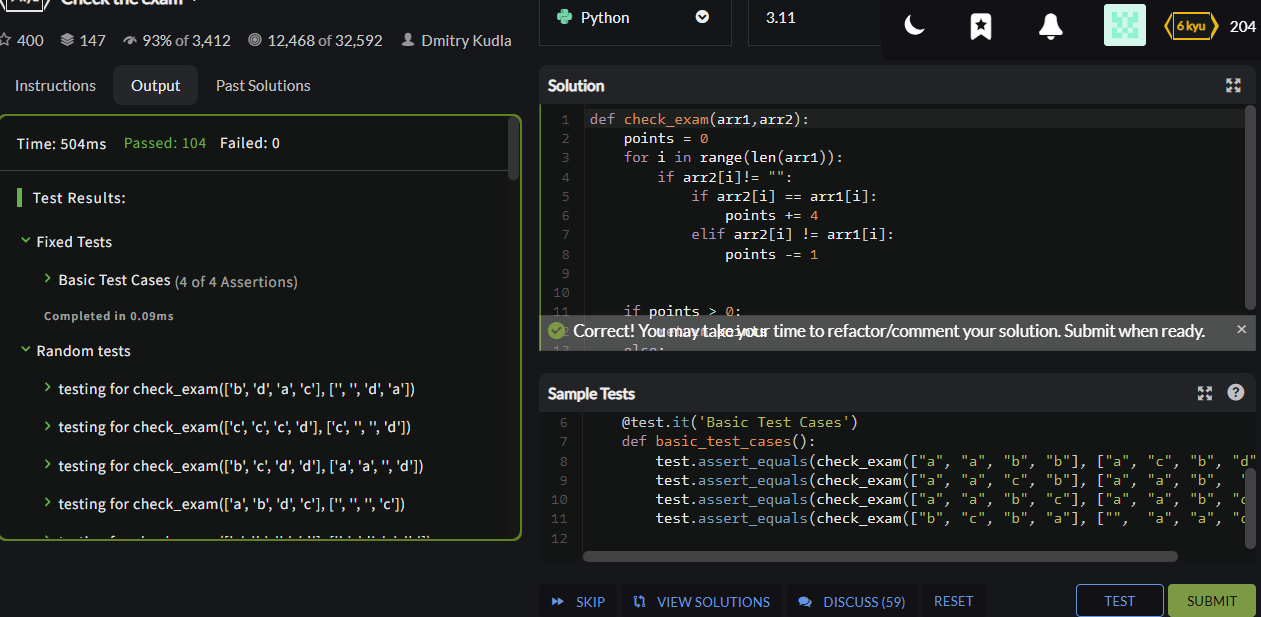 Check the exam
400 147 93% of 3,412 12,468 of 32,592 Dmitry Kudla
Instructions Output Past Solutions
Time: 504ms Passed: 104 Failed: 0
Test Results:
Fixed Tests
Basic Test Cases (4 of 4 Assertions)
Completed in 0.09ms
Random tests
testing for check_exam(['b', 'd', 'a', 'c'], ['', '', 'd', 'a'])
testing for check_exam(['c', 'c', 'c', 'd'], ['c', '', '', 'd'])
testing for check_exam(['b', 'c', 'd', 'd'], ['a', 'a', '', 'd'])
testing for check_exam(['a', 'b', 'd', 'c'], ['', '', '', 'c'])
Python 3.11
6 kyu 204
Solution
1 def check_exam(arr1,arr2):
2 points = 0
3 for i in range(len(arr1)):
4 if arr2[i]!= "":
5 if arr2[i] == arr1[i]:
6 points += 4
7 elif arr2[i] != arr1[i]:
8 points -= 1
9
10
11 if points > 0:
12 return points
13 else:
Correct! You may take your time to refactor/comment your solution. Submit when ready.
Sample Tests
6 @test.it('Basic Test Cases')
7 def basic_test_cases():
8 test.assert_equals(check_exam(["a", "a", "b", "b"], ["a", "c", "b", "d"
9 test.assert_equals(check_exam(["a", "a", "c", "b"], ["a", "a", "b", "
10 test.assert_equals(check_exam(["a", "a", "b", "c"], ["a", "a", "b", "c
11 test.assert_equals(check_exam(["b", "c", "b", "a"], ["", "a", "a", "c
12
SKIP VIEW SOLUTIONS DISCUSS (59) RESET TEST SUBMIT